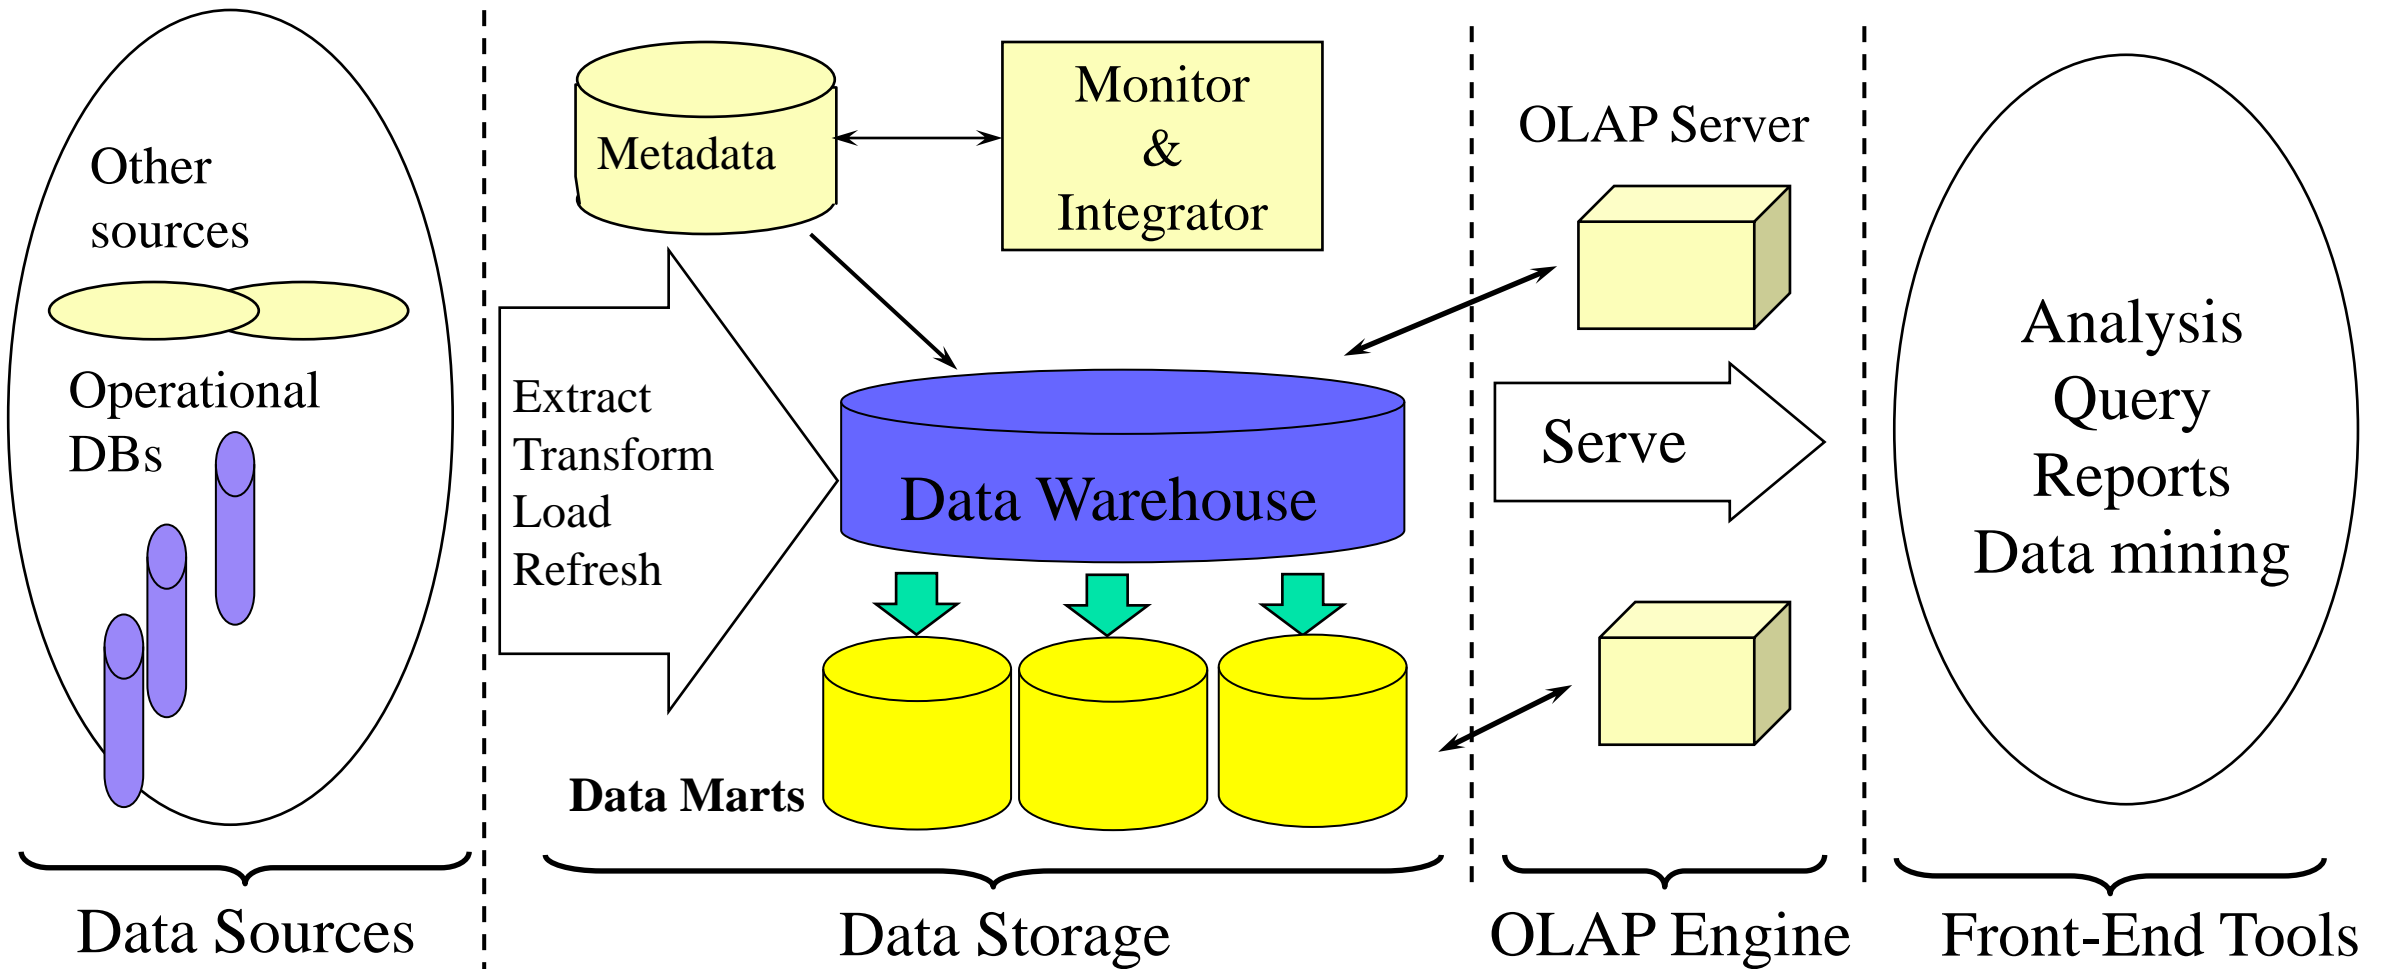 Other
sources
Operational
DBs
Metadata
Monitor
&
Integrator
Extract
Transform
Load
Refresh
Data Warehouse
Data Marts
OLAP Server
Serve
Analysis
Query
Reports
Data mining
Data Sources
Data Storage
OLAP Engine
Front-End Tools